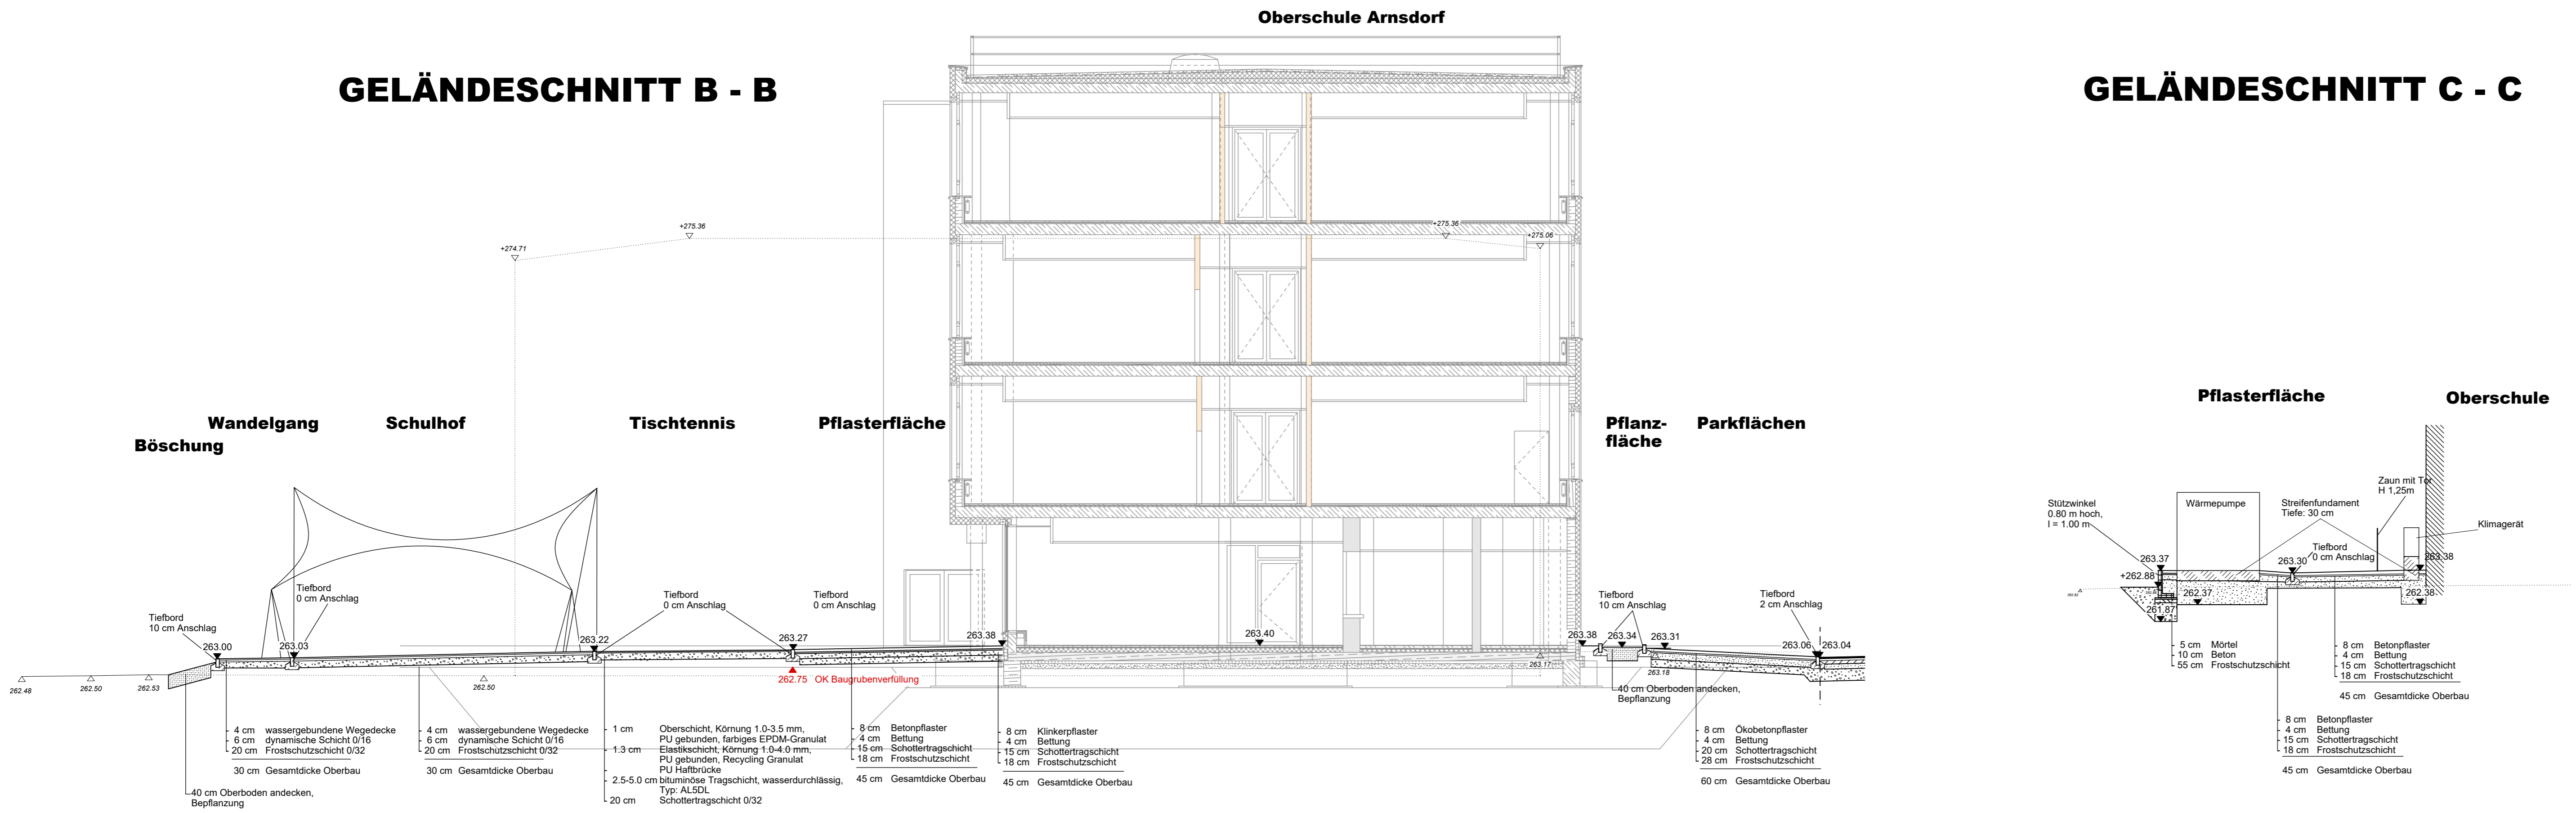 Oberschule Arnsdorf
GELÄNDESCHNITT B - B
GELÄNDESCHNITT C - C
+274.71
+275.36
+275.36
+275.06
Böschung
Wandelgang
Schulhof
Tischtennis
Pflasterfläche
Pflanz-
fläche
Parkflächen
Tiefbord
10 cm Anschlag
Tiefbord
0 cm Anschlag
Tiefbord
0 cm Anschlag
Tiefbord
0 cm Anschlag
Tiefbord
10 cm Anschlag
Tiefbord
2 cm Anschlag
263.00
263.03
263.22
263.27
263.38
263.40
263.38
263.34
263.31
263.06
263.04
262.48
262.50
262.53
262.50
262.75 OK Baugrubenverfüllung
263.17
263.18
40 cm Oberboden andecken,
Bepflanzung
4 cm wassergebundene Wegedecke
6 cm dynamische Schicht 0/16
20 cm Frostschutzschicht 0/32
30 cm Gesamtdicke Oberbau
40 cm Oberboden andecken,
Bepflanzung
4 cm wassergebundene Wegedecke
6 cm dynamische Schicht 0/16
20 cm Frostschutzschicht 0/32
30 cm Gesamtdicke Oberbau
1 cm Oberschicht, Körnung 1.0-3.5 mm,
PU gebunden, farbiges EPDM-Granulat
1.3 cm Elastikschicht, Körnung 1.0-4.0 mm,
PU gebunden, Recycling Granulat
PU Haftbrücke
2.5-5.0 cm bituminöse Tragschicht, wasserdurchlässig,
Typ: AL5DL
20 cm Schottertragschicht 0/32
8 cm Betonpflaster
4 cm Bettung
15 cm Schottertragschicht
18 cm Frostschutzschicht
45 cm Gesamtdicke Oberbau
8 cm Klinkerpflaster
4 cm Bettung
15 cm Schottertragschicht
18 cm Frostschutzschicht
45 cm Gesamtdicke Oberbau
8 cm Ökobetonpflaster
4 cm Bettung
20 cm Schottertragschicht
28 cm Frostschutzschicht
60 cm Gesamtdicke Oberbau
Pflasterfläche
Oberschule
Zaun mit Tor
H 1,25m
Stützwinkel
0.80 m hoch,
l = 1.00 m
Wärmepumpe
Streifenfundament
Tiefe: 30 cm
Klimagerät
Tiefbord
0 cm Anschlag
263.37
263.30
263.38
+262.88
262.37
262.38
261.87
5 cm Mörtel
10 cm Beton
55 cm Frostschutzschicht
8 cm Betonpflaster
4 cm Bettung
15 cm Schottertragschicht
18 cm Frostschutzschicht
45 cm Gesamtdicke Oberbau
8 cm Betonpflaster
4 cm Bettung
15 cm Schottertragschicht
18 cm Frostschutzschicht
45 cm Gesamtdicke Oberbau